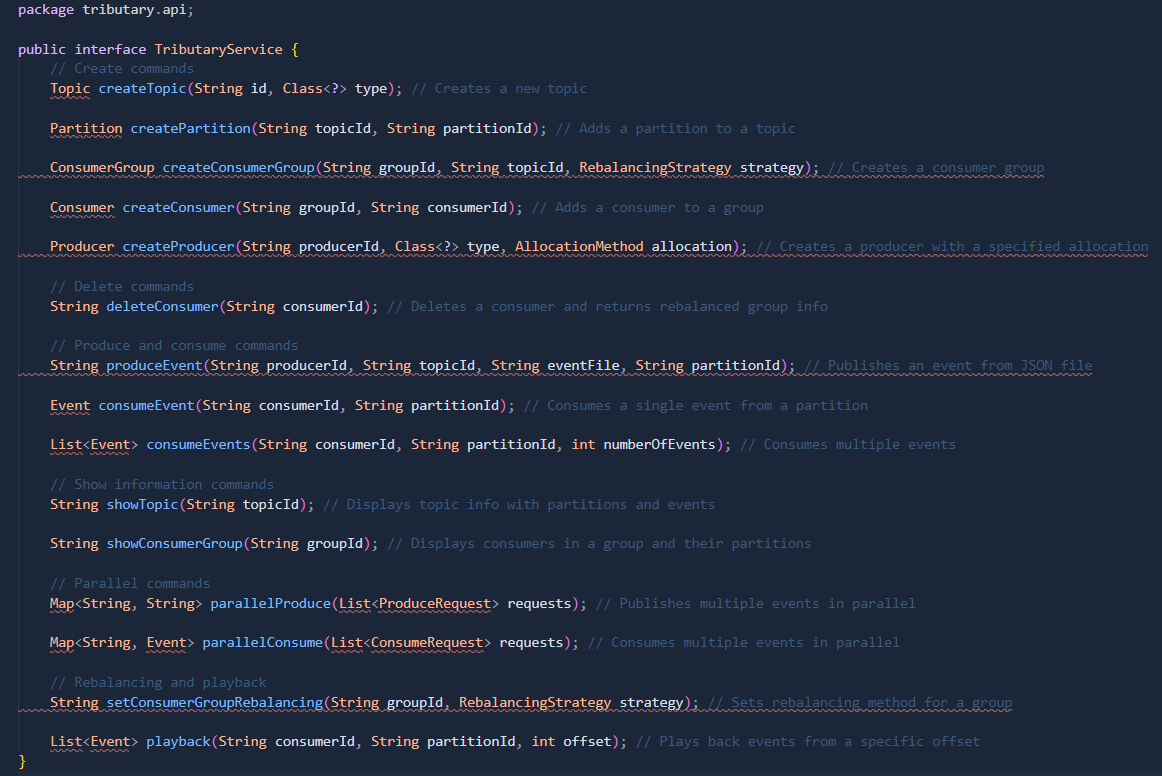 package tributary.api;
public interface TributaryService {
// Create commands
Topic createTopic(String id, Class<?> type); // Creates a new topic
Partition createPartition(String topicId, String partitionId); // Adds a partition to a topic
ConsumerGroup createConsumerGroup(String groupId, String topicId, RebalancingStrategy strategy); // Creates a consumer group
Consumer createConsumer(String groupId, String consumerId); // Adds a consumer to a group
Producer createProducer(String producerId, Class<?> type, AllocationMethod allocation); // Creates a producer with a specified allocation
// Delete commands
String deleteConsumer(String consumerId); // Deletes a consumer and returns rebalanced group info
// Produce and consume commands
String produceEvent(String producerId, String topicId, String eventFile, String partitionId); // Publishes an event from JSON file
Event consumeEvent(String consumerId, String partitionId); // Consumes a single event from a partition
List<Event> consumeEvents(String consumerId, String partitionId, int numberOfEvents); // Consumes multiple events
// Show information commands
String showTopic(String topicId); // Displays topic info with partitions and events
String showConsumerGroup(String groupId); // Displays consumers in a group and their partitions
// Parallel commands
Map<String, String> parallelProduce(List<ProduceRequest> requests); // Publishes multiple events in parallel
Map<String, Event> parallelConsume(List<ConsumeRequest> requests); // Consumes multiple events in parallel
// Rebalancing and playback
String setConsumerGroupRebalancing(String groupId, RebalancingStrategy strategy); // Sets rebalancing method for a group
List<Event> playback(String consumerId, String partitionId, int offset); // Plays back events from a specific offset
}